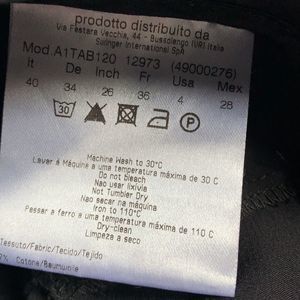 prodotto distribuito da
Via Festara Vecchia, 44 - Bussolengo (VR) Italia
Swinger International SpA
Mod.A1TAB120 12973 (49000276)
It De Inch Fr Usa Mex
40 34 26 36 4 28
30 P
Machine Wash to 30°C
Lavar à Máquina a uma temperatura máxima de 30 C
Do not bleach
Nao usar lixivia
Not Tumbler Dry
Nao secar na máquina
Iron to 110°C
Passar a ferro a uma temperatura máxima de 110 C
Dry-clean
Limpeza a seco
Tessuto/Fabric/Tecido/Tejido
Cotone/Baumwolle